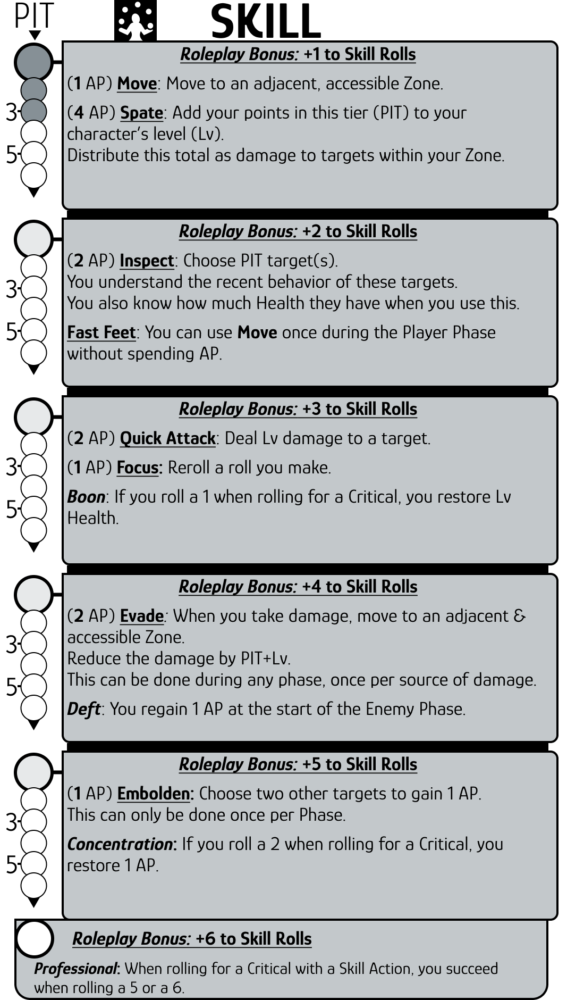 PIT
SKILL
Roleplay Bonus: +1 to Skill Rolls
(1 AP) Move: Move to an adjacent, accessible Zone.
3
(4 AP) Spate: Add your points in this tier (PIT) to your
character's level (Lv).
5
Distribute this total as damage to targets within your Zone.
Roleplay Bonus: +2 to Skill Rolls
(2 AP) Inspect: Choose PIT target(s).
3
You understand the recent behavior of these targets.
You also know how much Health they have when you use this.
5
Fast Feet: You can use Move once during the Player Phase
without spending AP.
Roleplay Bonus: +3 to Skill Rolls
(2 AP) Quick Attack: Deal Lv damage to a target.
3
(1 AP) Focus: Reroll a roll you make.
Boon: If you roll a 1 when rolling for a Critical, you restore Lv
5
Health.
Roleplay Bonus: +4 to Skill Rolls
(2 AP) Evade: When you take damage, move to an adjacent &
accessible Zone.
3
Reduce the damage by PIT+Lv.
This can be done during any phase, once per source of damage.
5
Deft: You regain 1 AP at the start of the Enemy Phase.
Roleplay Bonus: +5 to Skill Rolls
(1 AP) Embolden: Choose two other targets to gain 1 AP.
This can only be done once per Phase.
3
Concentration: If you roll a 2 when rolling for a Critical, you
restore 1 AP.
5
Roleplay Bonus: +6 to Skill Rolls
Professional: When rolling for a Critical with a Skill Action, you succeed
when rolling a 5 or a 6.